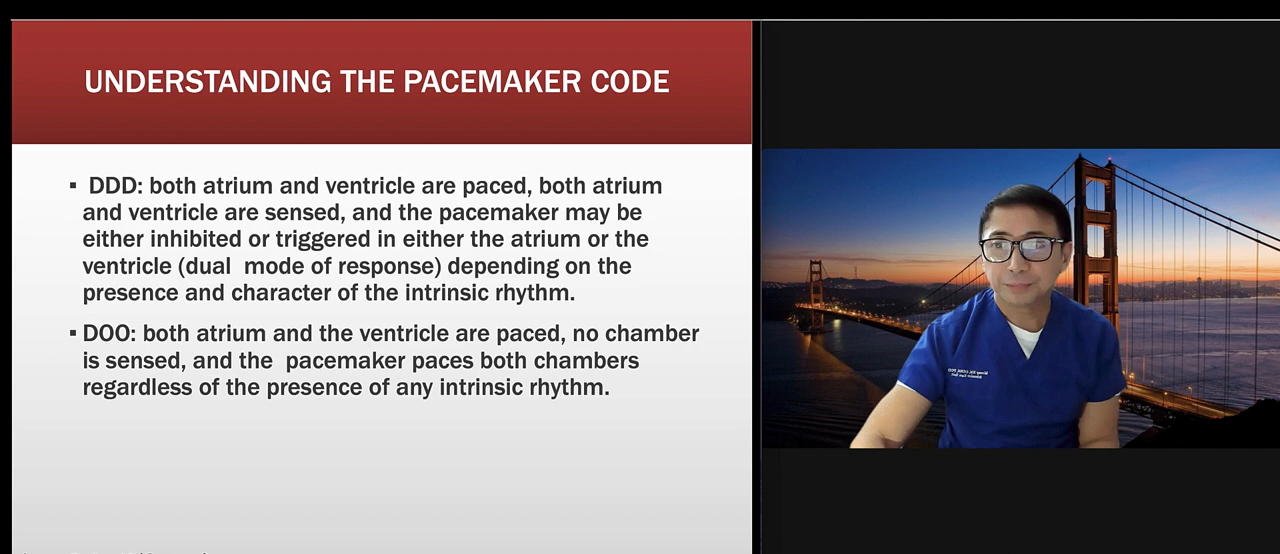 UNDERSTANDING THE PACEMAKER CODE
▪ DDD: both atrium and ventricle are paced, both atrium
and ventricle are sensed, and the pacemaker may be
either inhibited or triggered in either the atrium or the
ventricle (dual mode of response) depending on the
presence and character of the intrinsic rhythm.
▪ DOO: both atrium and the ventricle are paced, no chamber
is sensed, and the pacemaker paces both chambers
regardless of the presence of any intrinsic rhythm.